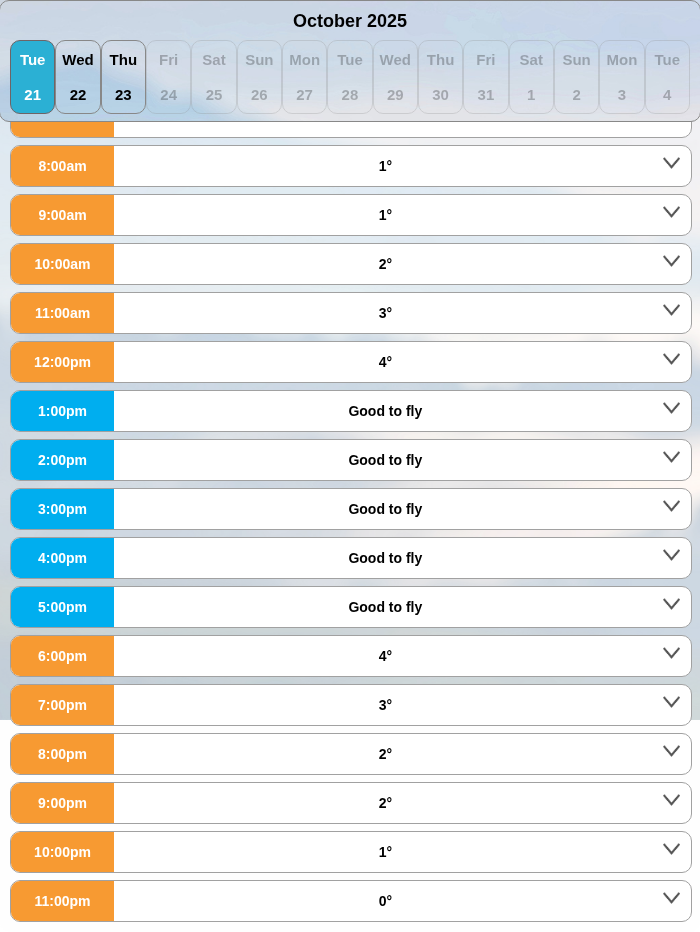 October 2025
Tue Wed Thu Fri Sat Sun Mon Tue Wed Thu Fri Sat Sun Mon Tue
21 22 23 24 25 26 27 28 29 30 31 1 2 3 4
8:00am 1°
9:00am 1°
10:00am 2°
11:00am 3°
12:00pm 4°
1:00pm Good to fly
2:00pm Good to fly
3:00pm Good to fly
4:00pm Good to fly
5:00pm Good to fly
6:00pm 4°
7:00pm 3°
8:00pm 2°
9:00pm 2°
10:00pm 1°
11:00pm 0°